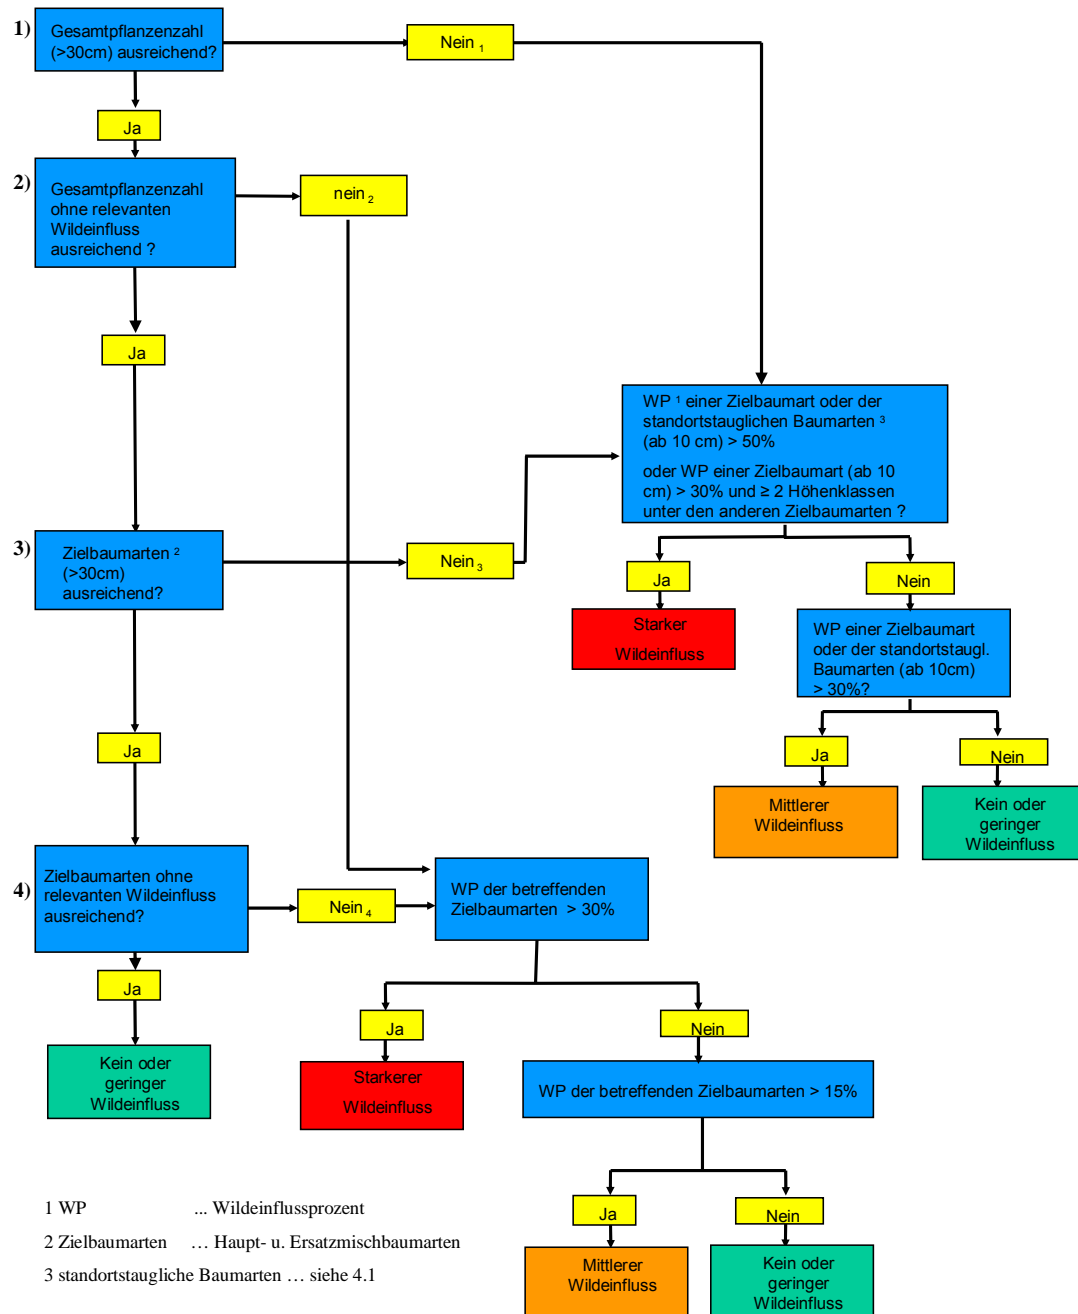 1)
Gesamtpflanzenzahl
(>30cm) ausreichend?
Nein 1
Ja
2)
Gesamtpflanzenzahl
ohne relevanten
Wildeinfluss
ausreichend ?
nein 2
Ja
WP 1 einer Zielbaumart oder der
standortstauglichen Baumarten 3
(ab 10 cm) > 50%
oder WP einer Zielbaumart (ab 10
cm) > 30% und ≥ 2 Höhenklassen
unter den anderen Zielbaumarten ?
3)
Zielbaumarten 2
(>30cm)
ausreichend?
Nein 3
Ja
Nein
Starker
Wildeinfluss
WP einer Zielbaumart
oder der standortstaugl.
Baumarten (ab 10cm)
> 30%?
Ja
Ja
Nein
Mittlerer
Wildeinfluss
Kein oder
geringer
Wildeinfluss
4)
Zielbaumarten ohne
relevanten Wildeinfluss
ausreichend?
Nein 4
WP der betreffenden
Zielbaumarten > 30%
Ja
Ja
Nein
Kein oder
geringer
Wildeinfluss
Starkerer
Wildeinfluss
WP der betreffenden Zielbaumarten > 15%
Ja
Nein
Mittlerer
Wildeinfluss
Kein oder
geringer
Wildeinfluss
1 WP ... Wildeinflussprozent
2 Zielbaumarten … Haupt- u. Ersatzmischbaumarten
3 standortstaugliche Baumarten … siehe 4.1